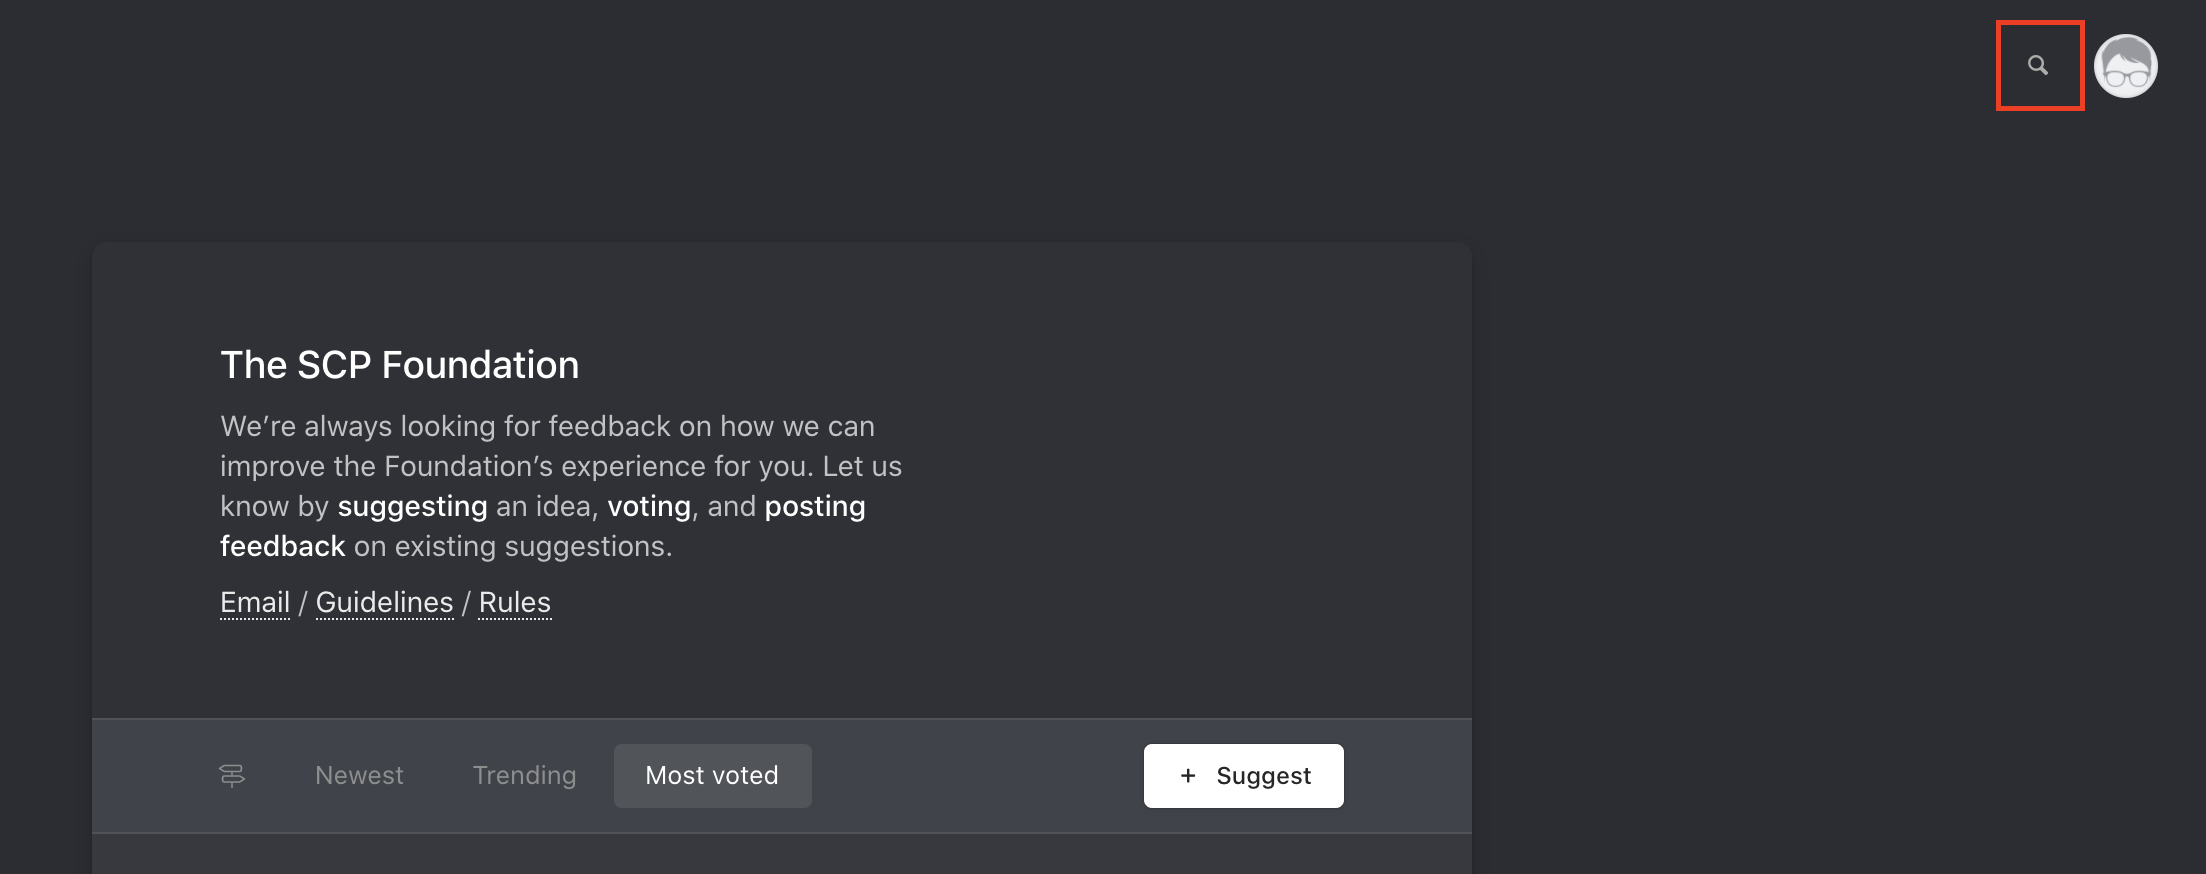 The SCP Foundation
We’re always looking for feedback on how we can
improve the Foundation’s experience for you. Let us
know by suggesting an idea, voting, and posting
feedback on existing suggestions.
Email / Guidelines / Rules
Newest Trending Most voted + Suggest